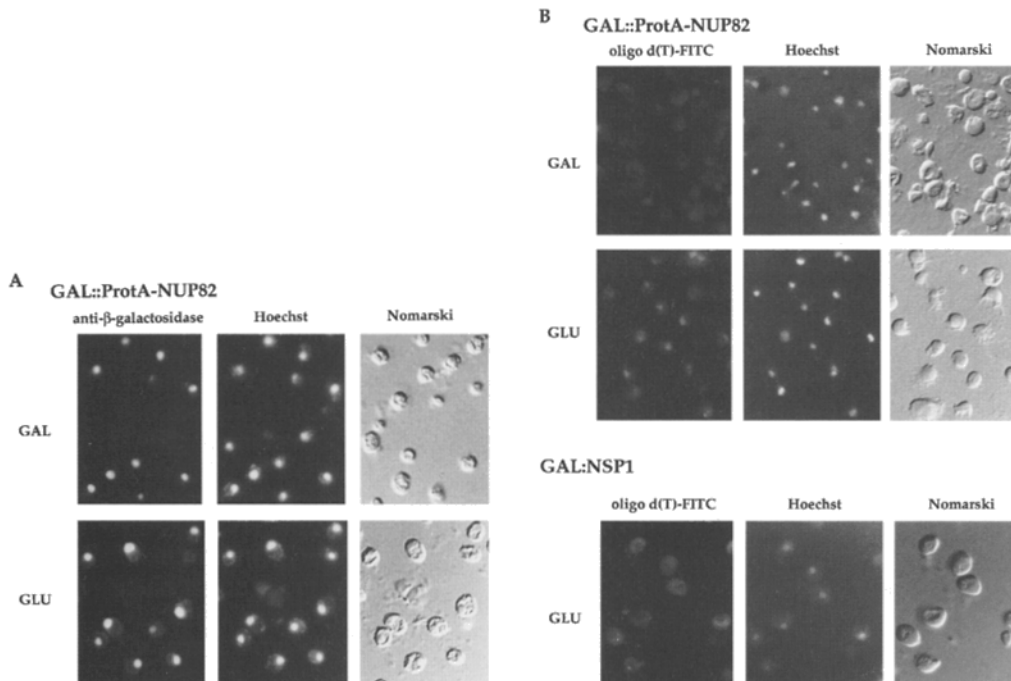 A
GAL::ProtA-NUP82
anti-β-galactosidase Hoechst Nomarski
GAL
GLU
B
GAL::ProtA-NUP82
oligo d(T)-FITC Hoechst Nomarski
GAL
GLU
GAL:NSP1
oligo d(T)-FITC Hoechst Nomarski
GLU